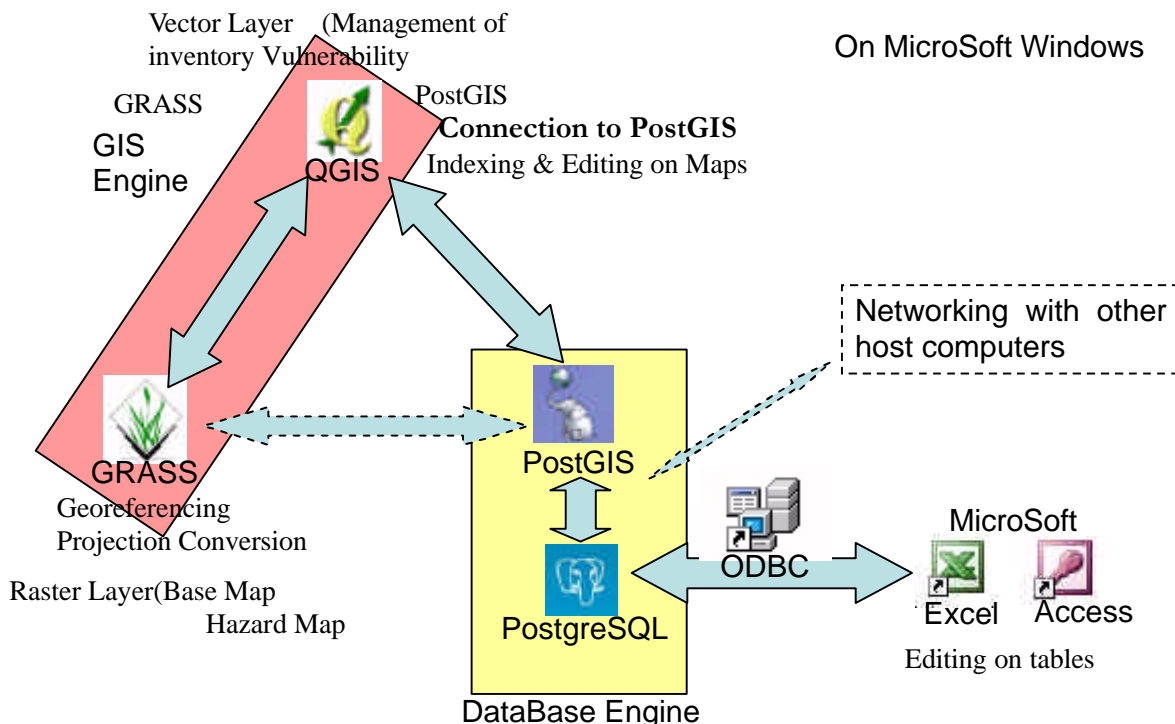 Vector Layer (Management of
inventory Vulnerability
On MicroSoft Windows
GRASS
PostGIS
GIS
Engine
Connection to PostGIS
QGIS
Indexing & Editing on Maps
Networking with other
host computers
GRASS
PostGIS
Georeferencing
Projection Conversion
MicroSoft
ODBC
Raster Layer(Base Map
Hazard Map
PostgreSQL
Excel
Access
Editing on tables
DataBase Engine